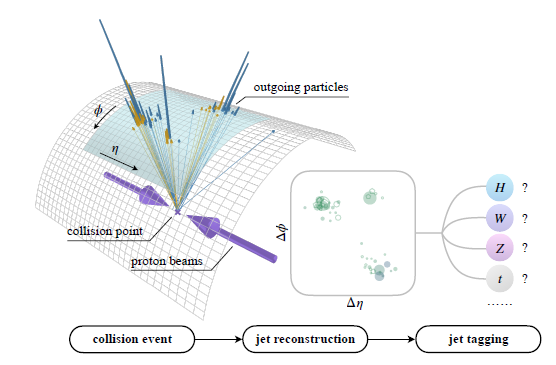 outgoing particles
ϕ
η
collision point
proton beams
Δϕ
Δη
H ?
W ?
Z ?
t ?
......
collision event
jet reconstruction
jet tagging